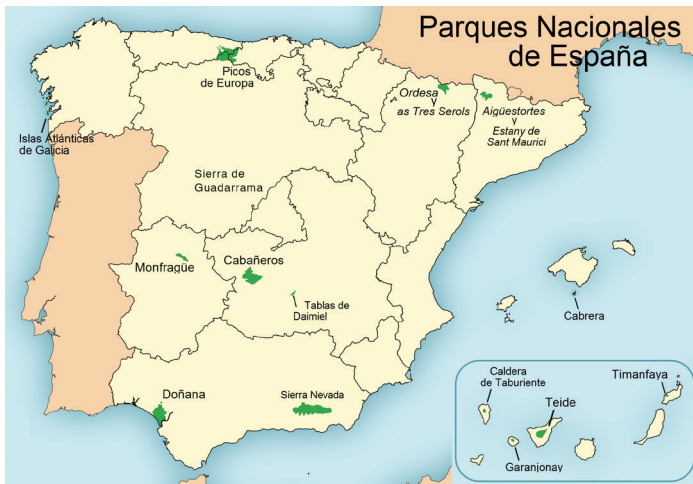 Parques Nacionales
de España
Picos
de Europa
Ordesa
y
as Tres Serols
Aigüestortes
y
Estany de
Sant Maurici
Islas Atlánticas
de Galicia
Sierra de
Guadarrama
Monfragüe
Cabañeros
Tablas de
Daimiel
Cabrera
Doñana
Sierra Nevada
Caldera
de Taburiente
Timanfaya
Teide
Garanjonay